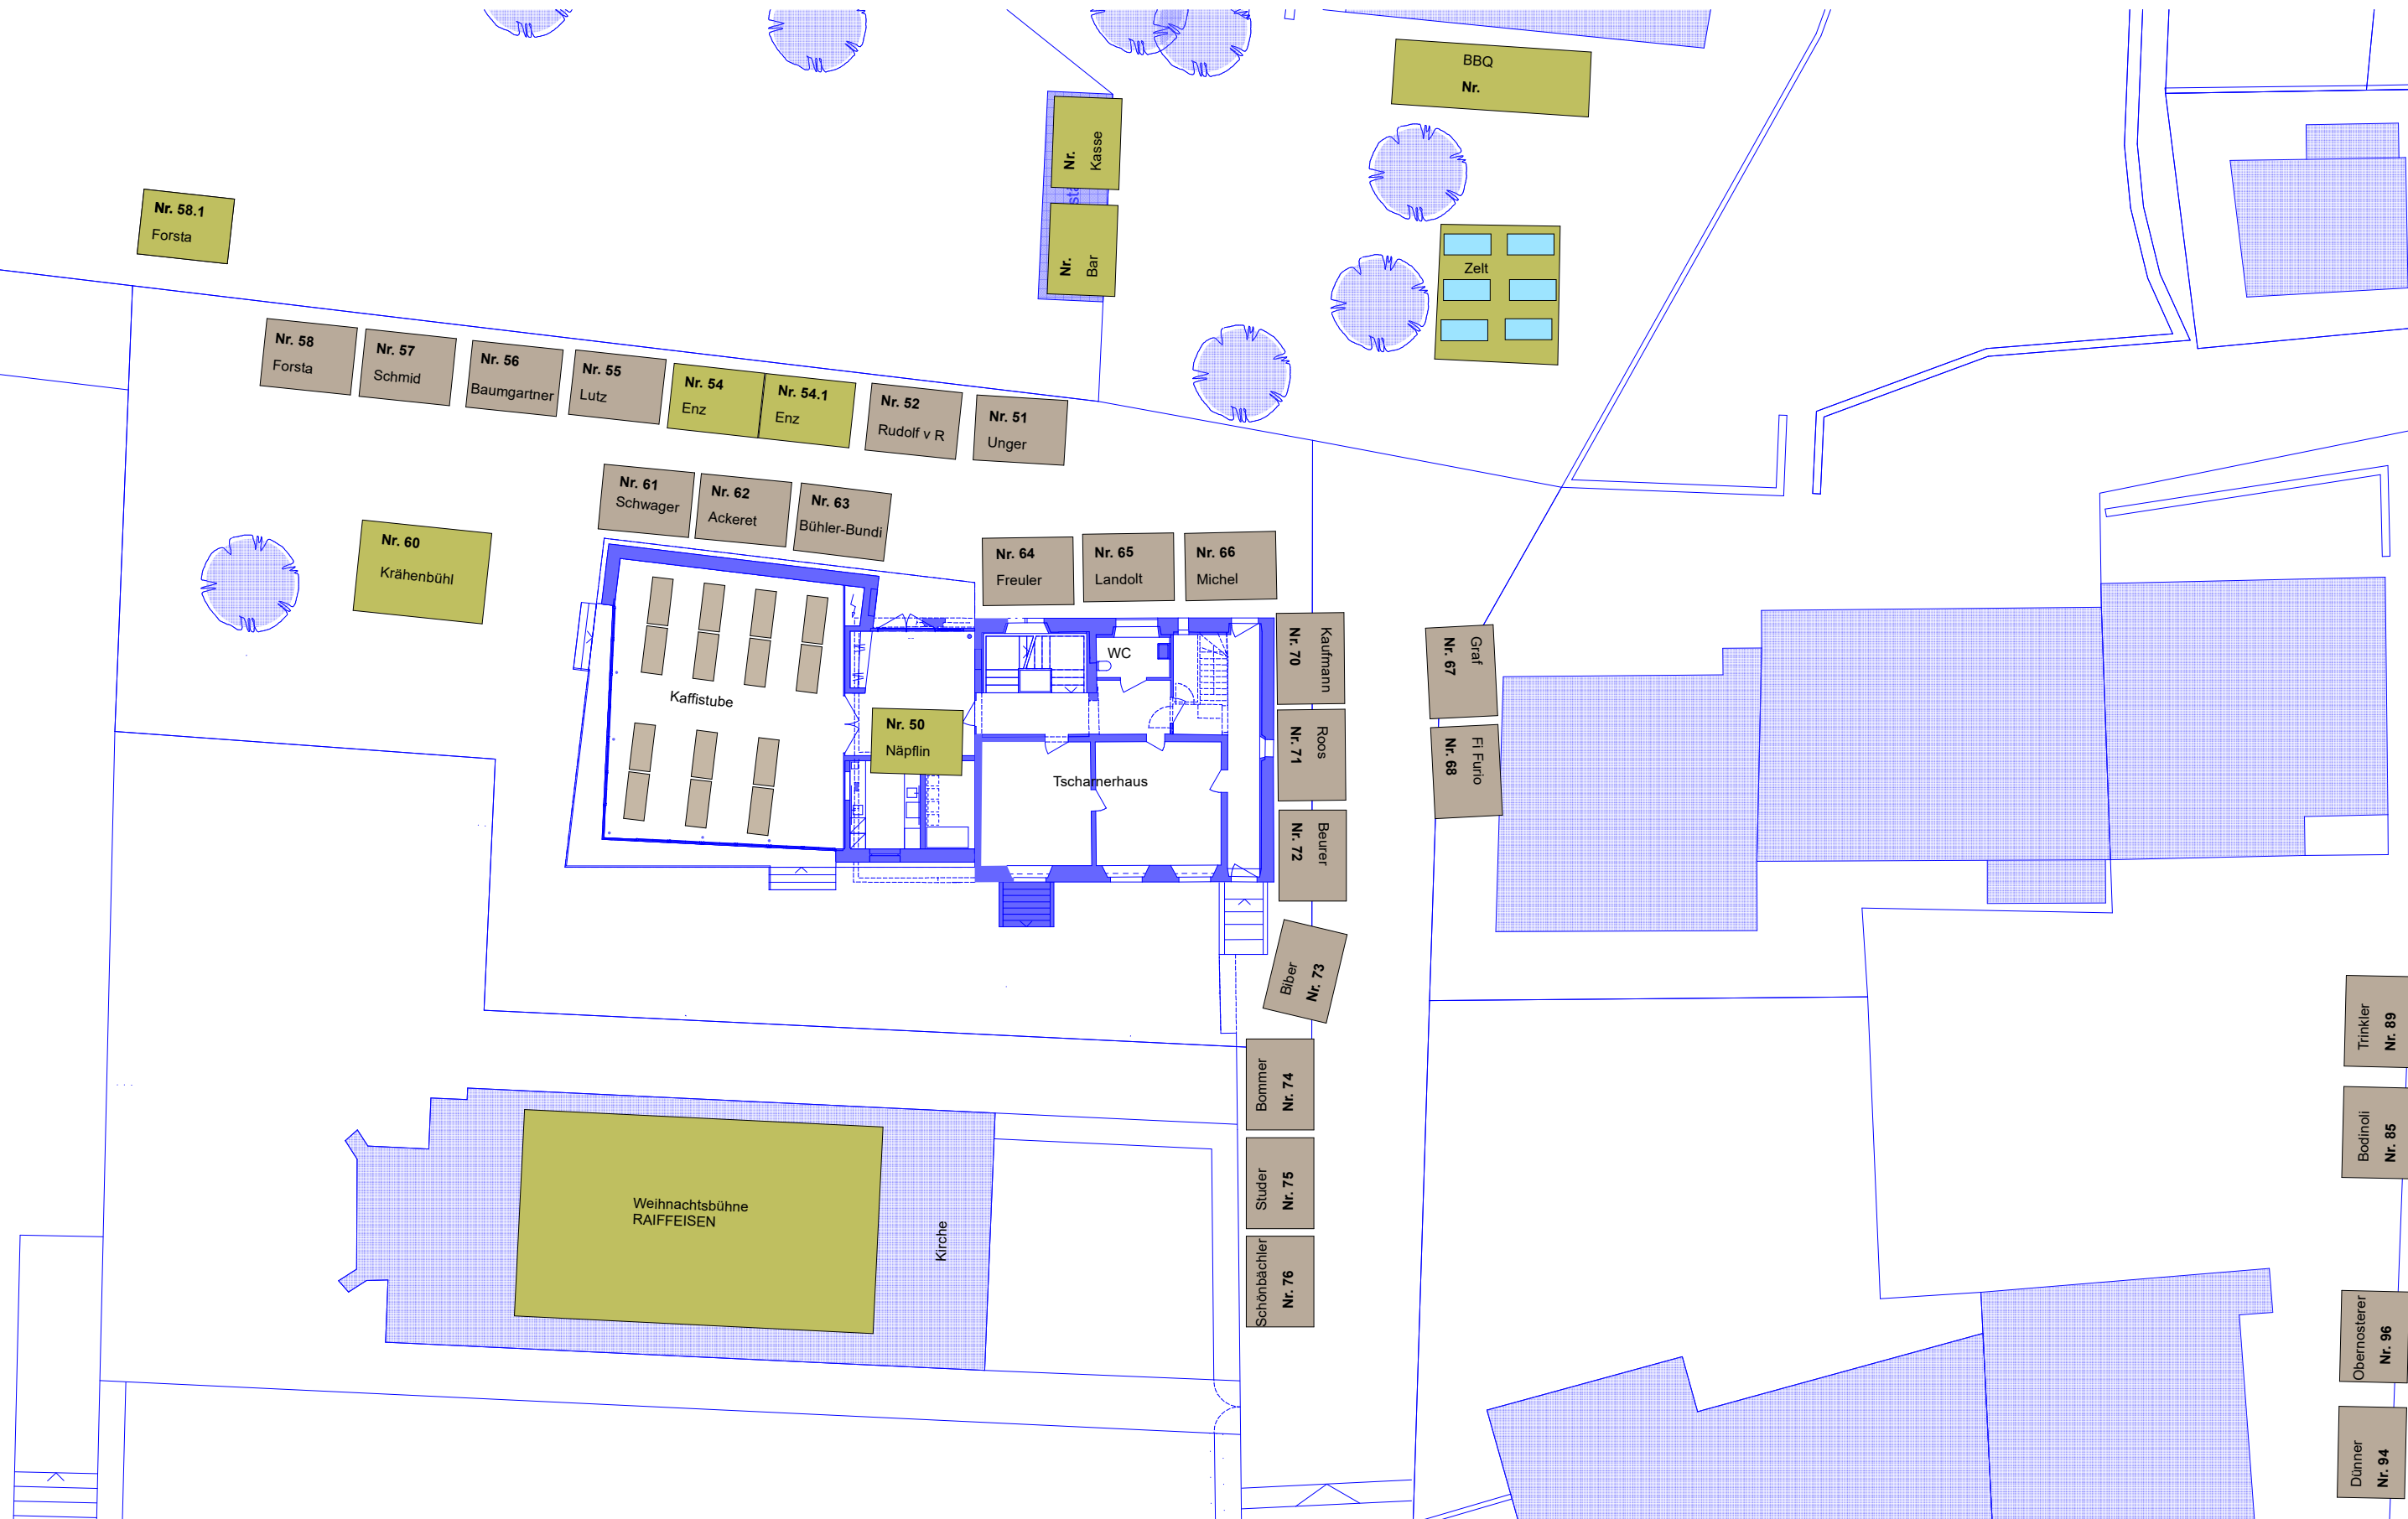 BBQ
Nr.
Nr.
Kasse
st
Nr.
Bar
Zelt
Nr. 58.1
Forsta
Nr. 58
Forsta
Nr. 57
Schmid
Nr. 56
Baumgartner
Nr. 55
Lutz
Nr. 54
Enz
Nr. 54.1
Enz
Nr. 52
Rudolf v R
Nr. 51
Unger
Nr. 61
Schwager
Nr. 62
Ackeret
Nr. 63
Bühler-Bundi
Nr. 60
Krähenbühl
Nr. 64
Freuler
Nr. 65
Landolt
Nr. 66
Michel
WC
Kaffistube
Nr. 50
Näpflin
Tscharnerhaus
Kaufmann
Nr. 70
Roos
Nr. 71
Beurer
Nr. 72
Graf
Nr. 67
Fi Furio
Nr. 68
Biber
Nr. 73
Bommer
Nr. 74
Studer
Nr. 75
Schönbächler
Nr. 76
Weihnachtsbühne
RAIFFEISEN
Kirche
Trinkler
Nr. 89
Bodinoli
Nr. 85
Obernosterer
Nr. 96
Dünner
Nr. 94